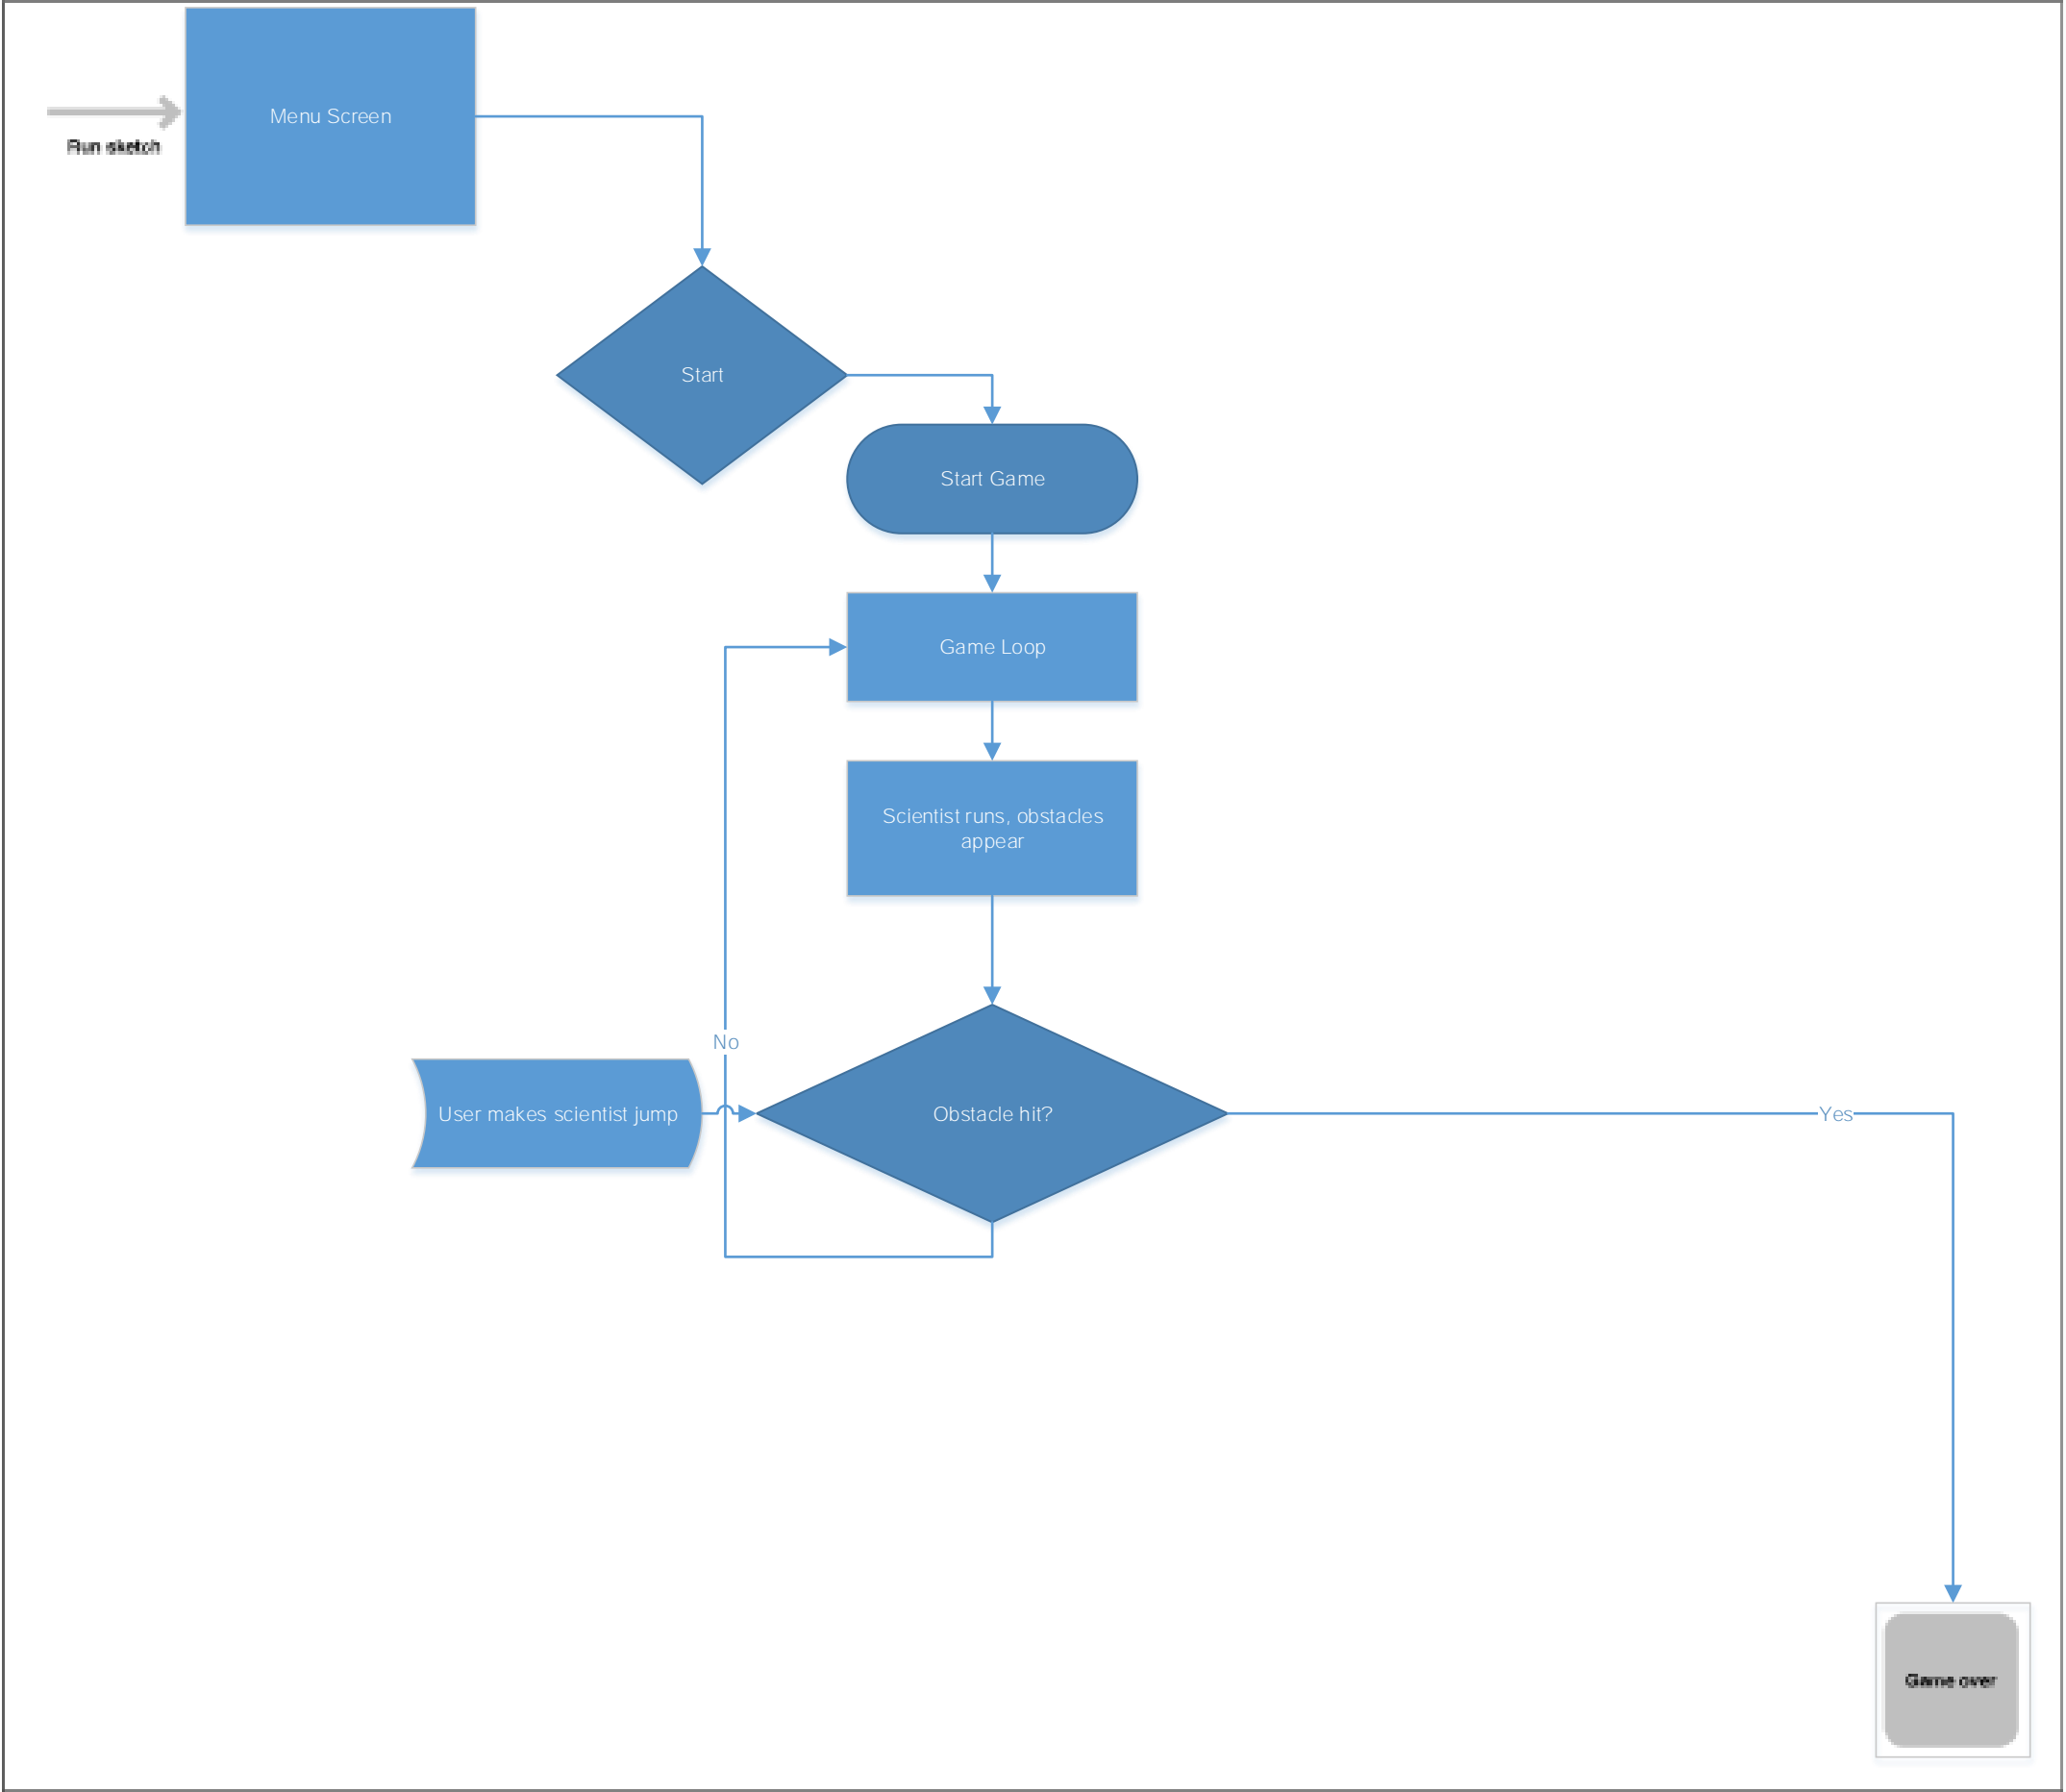 Menu Screen
Run sketch
Start
Start Game
Game Loop
Scientist runs, obstacles
appear
No
User makes scientist jump
Obstacle hit?
Yes
Game over